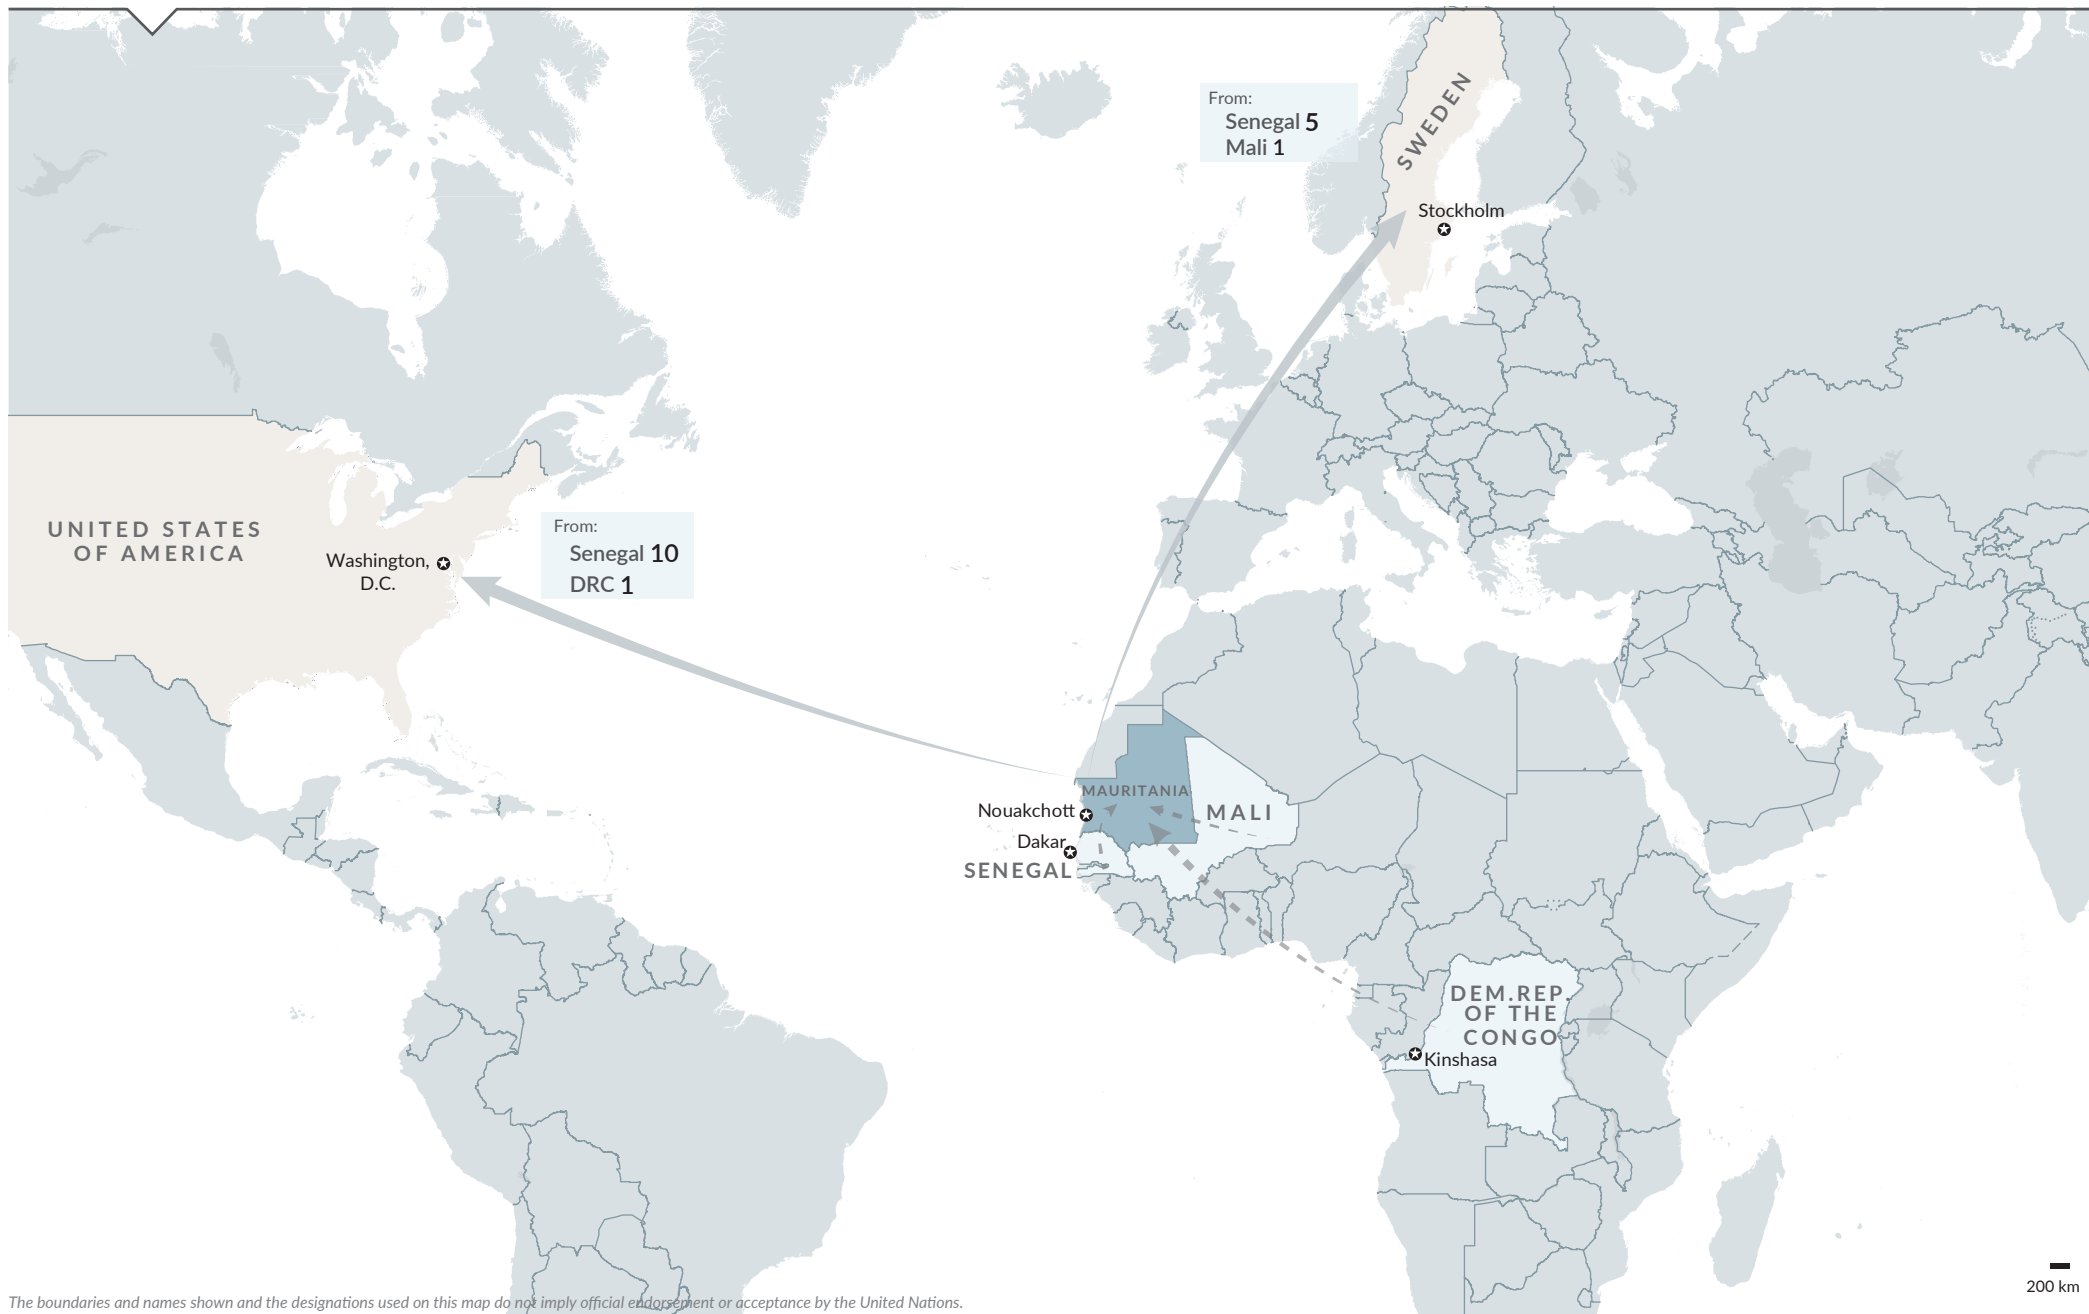 From:
Senegal 5
Mali 1
SWEDEN
Stockholm
UNITED STATES
OF AMERICA
Washington,
D.C.
From:
Senegal 10
DRC 1
MAURITANIA
Nouakchott
MALI
Dakar
SENEGAL
DEM.REP.
OF THE
CONGO
Kinshasa
200 km
The boundaries and names shown and the designations used on this map do not imply official endorsement or acceptance by the United Nations.